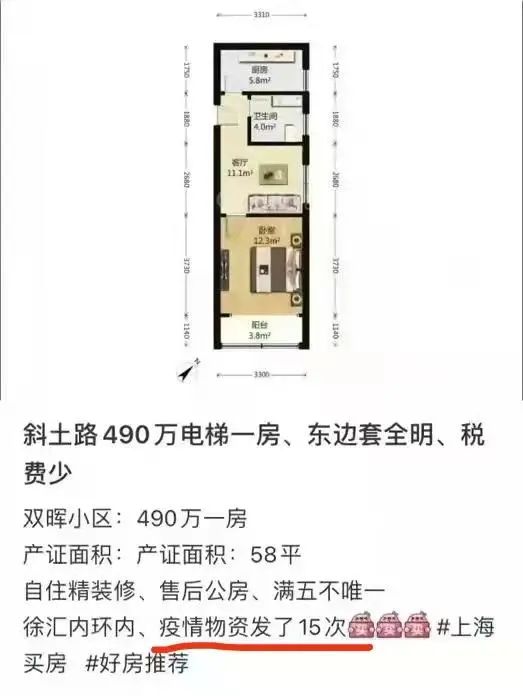 3310
厨房
5.8m²
卫生间
4.0m²
客厅
11.1m²
卧室
12.3m²
阳台
3.8m²
1750
1880
2680
3730
1140
1750
1880
2680
3730
1140
N
3300
斜土路490万电梯一房、东边套全明、税
费少
双晖小区：490万一房
产证面积：产证面积：58平
自住精装修、售后公房、满五不唯一
徐汇内环内、疫情物资发了15次 #上海
买房 #好房推荐